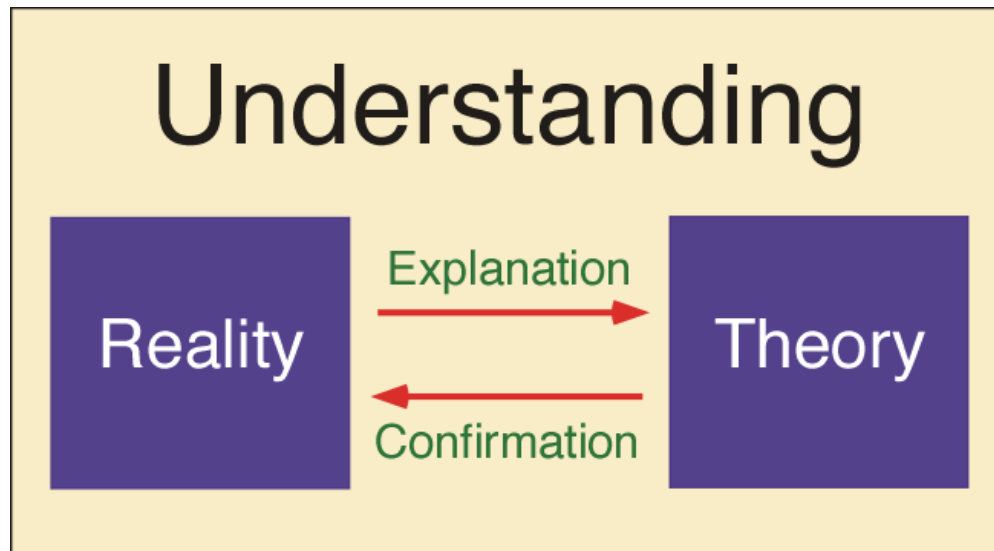 Understanding
Explanation
Reality
Theory
Confirmation